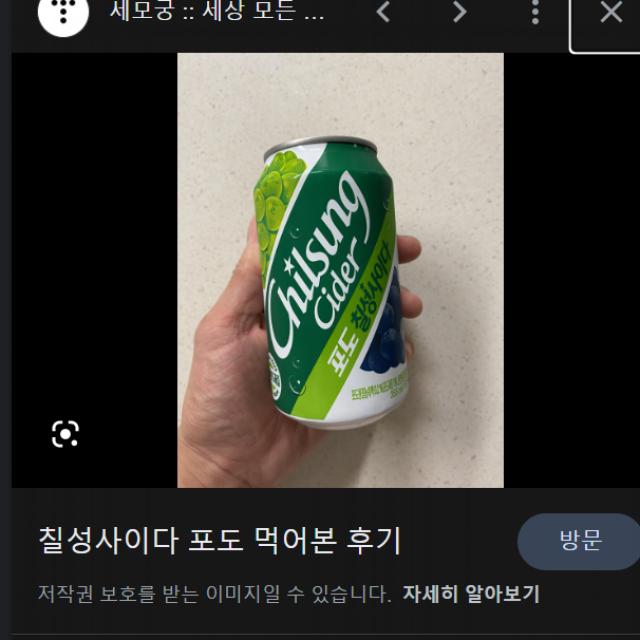 세모궁 :: 세상 모든 ...
Chilsung
Cider
포도 칠성사이다
칠성사이다 포도 먹어본 후기
방문
저작권 보호를 받는 이미지일 수 있습니다. 자세히 알아보기